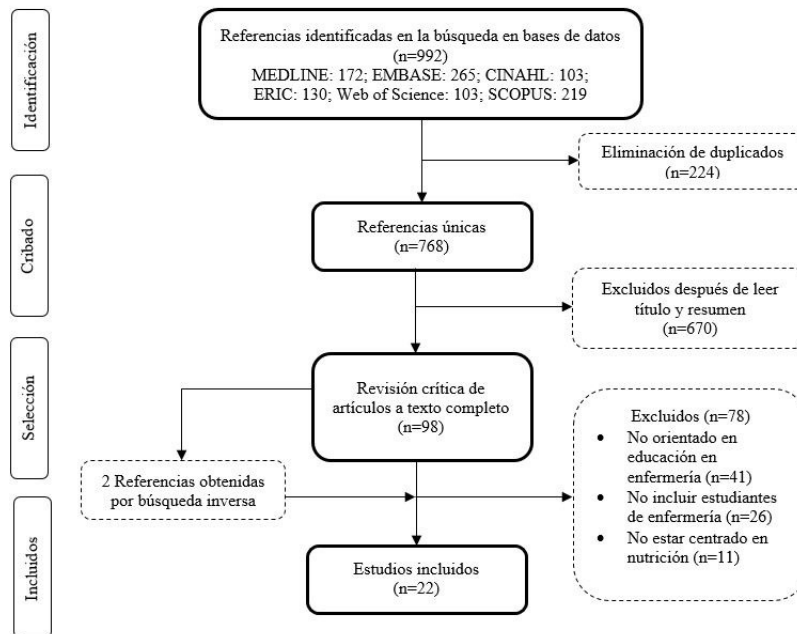 Identificación
Referencias identificadas en la búsqueda en bases de datos
(n=992)
MEDLINE: 172; EMBASE: 265; CINAHL: 103;
ERIC: 130; Web of Science: 103; SCOPUS: 219
Eliminación de duplicados
(n=224)
Cribado
Referencias únicas
(n=768)
Excluidos después de leer
título y resumen
(n=670)
Selección
Revisión crítica de
artículos a texto completo
(n=98)
Excluidos (n=78)
• No orientado en
educación en
enfermería (n=41)
• No incluir estudiantes
de enfermería (n=26)
• No estar centrado en
nutrición (n=11)
2 Referencias obtenidas
por búsqueda inversa
Incluidos
Estudios incluidos
(n=22)